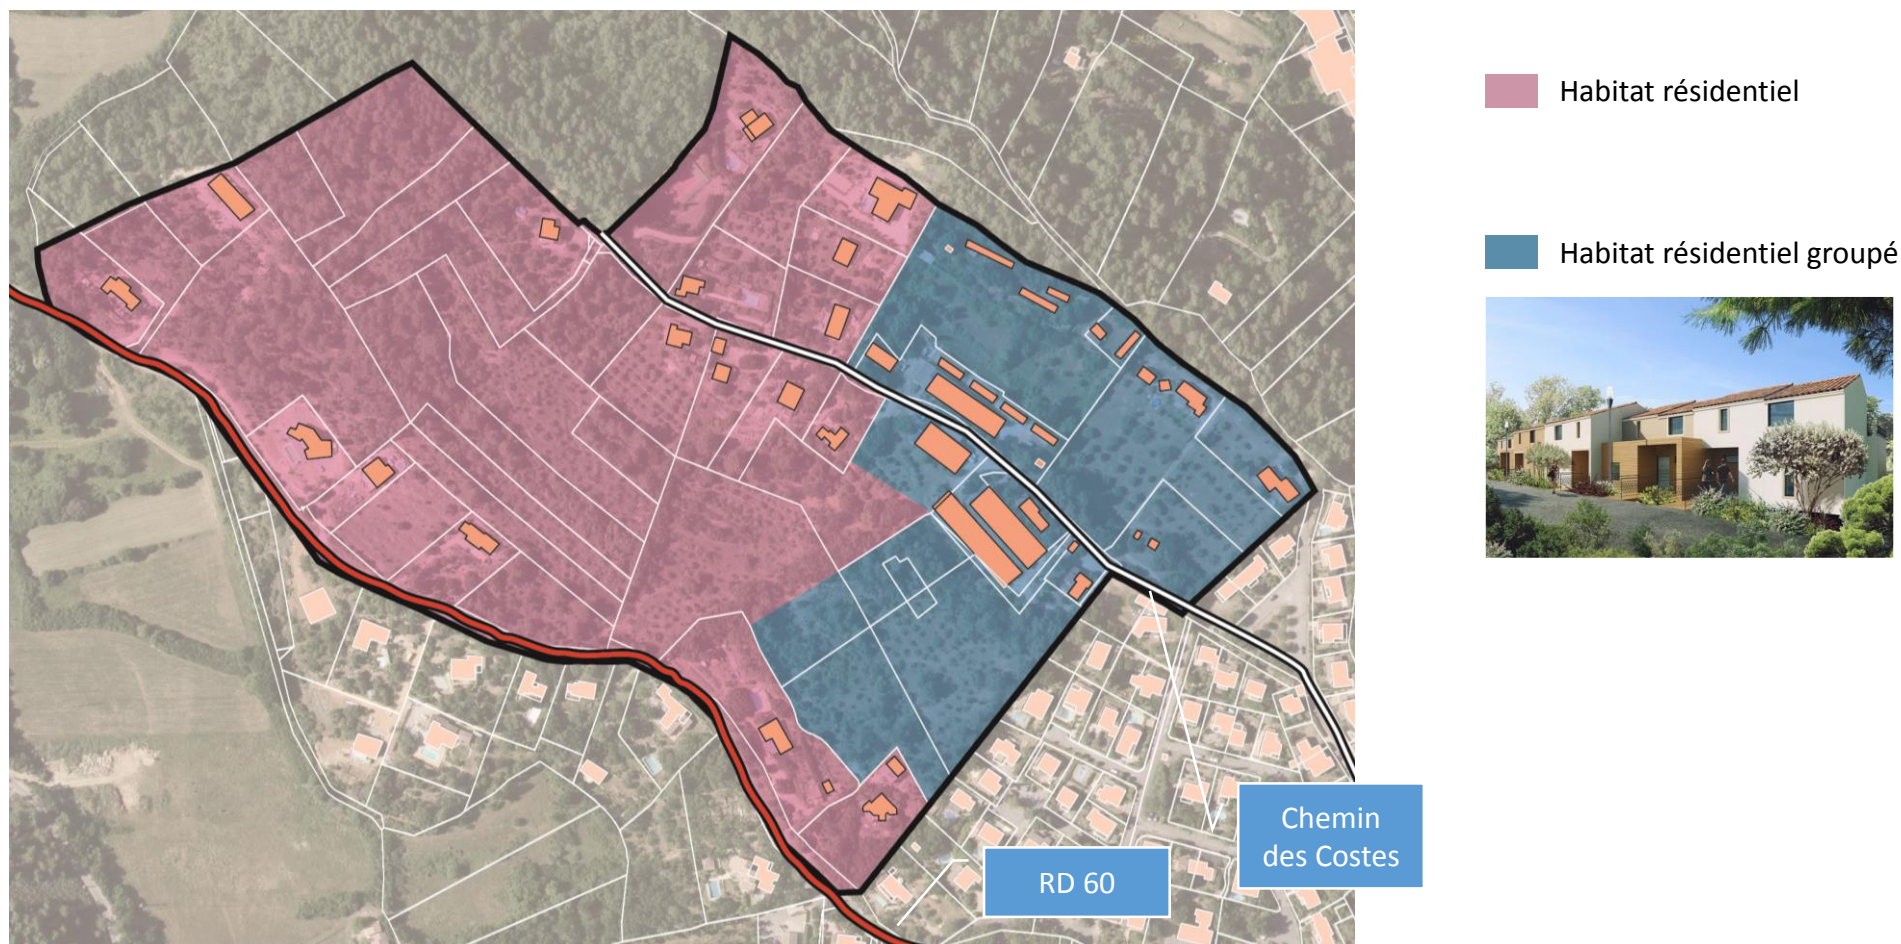 Habitat résidentiel
Habitat résidentiel groupé
Chemin
des Costes
RD 60